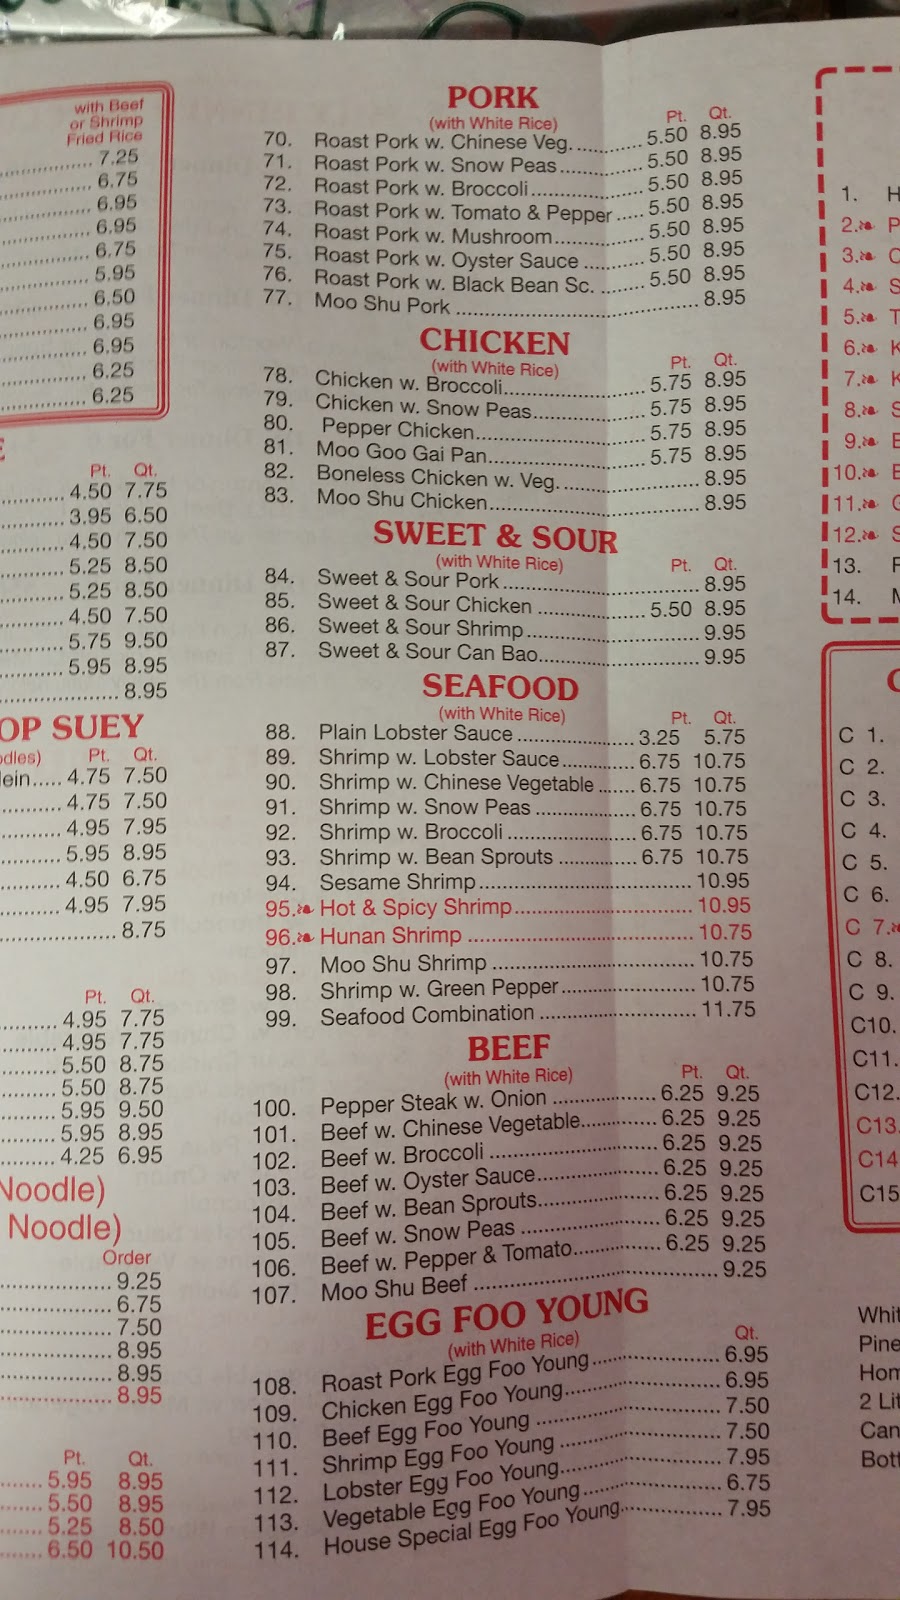 with Beef
or Shrimp
Fried Rice
7.25
6.75
6.95
6.95
6.75
5.95
6.50
6.95
6.95
6.25
6.25
Pt. Qt.
4.50 7.75
3.95 6.50
4.50 7.50
5.25 8.50
5.25 8.50
4.50 7.50
5.75 9.50
5.95 8.95
8.95
OP SUEY
Pt. Qt.
4.75 7.50
4.75 7.50
4.95 7.95
5.95 8.95
4.50 6.75
4.95 7.95
8.75
Pt. Qt.
4.95 7.75
4.95 7.75
5.50 8.75
5.50 8.75
5.95 9.50
5.95 8.95
4.25 6.95
Noodle)
Noodle)
Order
9.25
6.75
7.50
8.95
8.95
8.95
Pt. Qt.
5.95 8.95
5.50 8.95
5.25 8.50
6.50 10.50
PORK
(with White Rice)
Pt. Qt.
70. Roast Pork w. Chinese Veg. 5.50 8.95
71. Roast Pork w. Snow Peas 5.50 8.95
72. Roast Pork w. Broccoli 5.50 8.95
73. Roast Pork w. Tomato & Pepper 5.50 8.95
74. Roast Pork w. Mushroom 5.50 8.95
75. Roast Pork w. Oyster Sauce 5.50 8.95
76. Roast Pork w. Black Bean Sc. 5.50 8.95
77. Moo Shu Pork 8.95
CHICKEN
(with White Rice)
Pt. Qt.
78. Chicken w. Broccoli 5.75 8.95
79. Chicken w. Snow Peas 5.75 8.95
80. Pepper Chicken 5.75 8.95
81. Moo Goo Gai Pan 5.75 8.95
82. Boneless Chicken w. Veg. 8.95
83. Moo Shu Chicken 8.95
SWEET & SOUR
(with White Rice)
Pt. Qt.
84. Sweet & Sour Pork 8.95
85. Sweet & Sour Chicken 5.50 8.95
86. Sweet & Sour Shrimp 9.95
87. Sweet & Sour Can Bao 9.95
SEAFOOD
(with White Rice)
Pt. Qt.
88. Plain Lobster Sauce 3.25 5.75
89. Shrimp w. Lobster Sauce 6.75 10.75
90. Shrimp w. Chinese Vegetable 6.75 10.75
91. Shrimp w. Snow Peas 6.75 10.75
92. Shrimp w. Broccoli 6.75 10.75
93. Shrimp w. Bean Sprouts 6.75 10.75
94. Sesame Shrimp 10.95
95. Hot & Spicy Shrimp 10.95
96. Hunan Shrimp 10.75
97. Moo Shu Shrimp 10.75
98. Shrimp w. Green Pepper 10.75
99. Seafood Combination 11.75
BEEF
(with White Rice)
Pt. Qt.
100. Pepper Steak w. Onion 6.25 9.25
101. Beef w. Chinese Vegetable 6.25 9.25
102. Beef w. Broccoli 6.25 9.25
103. Beef w. Oyster Sauce 6.25 9.25
104. Beef w. Bean Sprouts 6.25 9.25
105. Beef w. Snow Peas 6.25 9.25
106. Beef w. Pepper & Tomato 6.25 9.25
107. Moo Shu Beef 9.25
EGG FOO YOUNG
(with White Rice)
Qt.
108. Roast Pork Egg Foo Young 6.95
109. Chicken Egg Foo Young 6.95
110. Beef Egg Foo Young 7.50
111. Shrimp Egg Foo Young 7.50
112. Lobster Egg Foo Young 7.95
113. Vegetable Egg Foo Young 6.75
114. House Special Egg Foo Young 7.95
1. H
2. P
3.
4. S
5. T
6. K
7. K
8. S
9.
10.
11.
12. S
13.
14. M
C 1.
C 2.
C 3.
C 4.
C 5.
C 6.
C 7.
C 8.
C 9.
C10.
C11.
C12.
C13.
C14
C15
Whit
Pine
Hom
2 Lit
Can
Bott